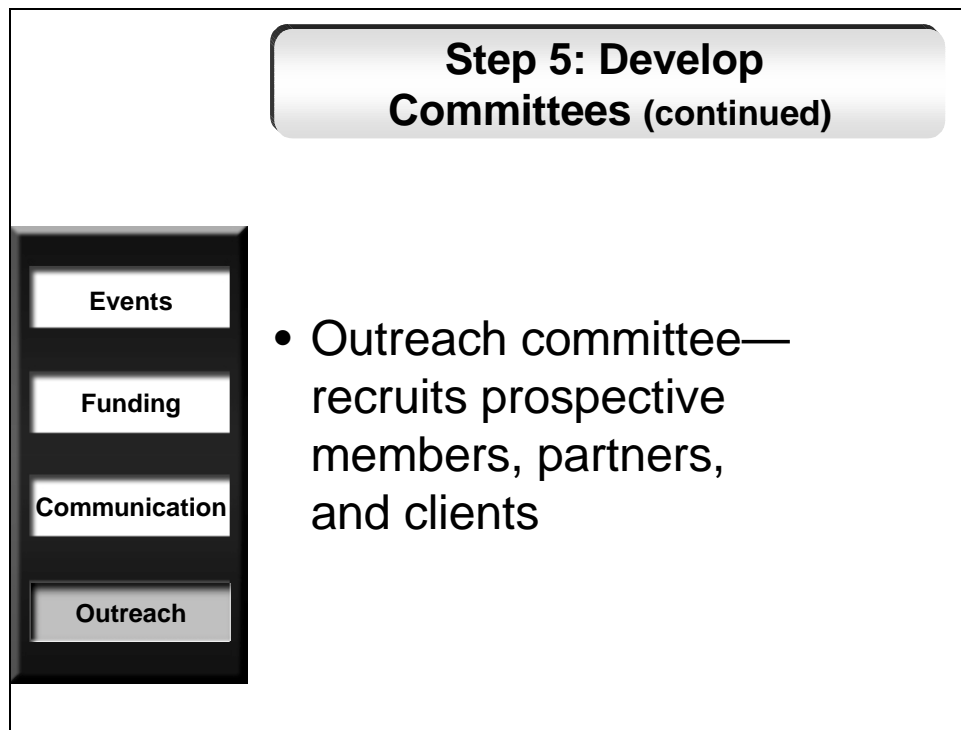 Step 5: Develop
Committees (continued)
Events
Funding
Communication
Outreach
• Outreach committee—
recruits prospective
members, partners,
and clients